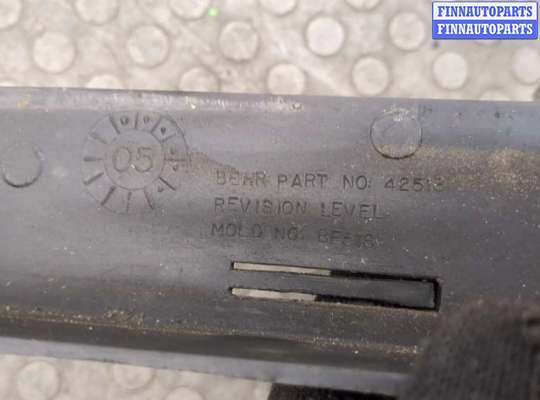 FINNAUTOPARTS
FINNAUTOPARTS
05
BEHR PART NO: 42513
REVISION LEVEL
MOLD NO: